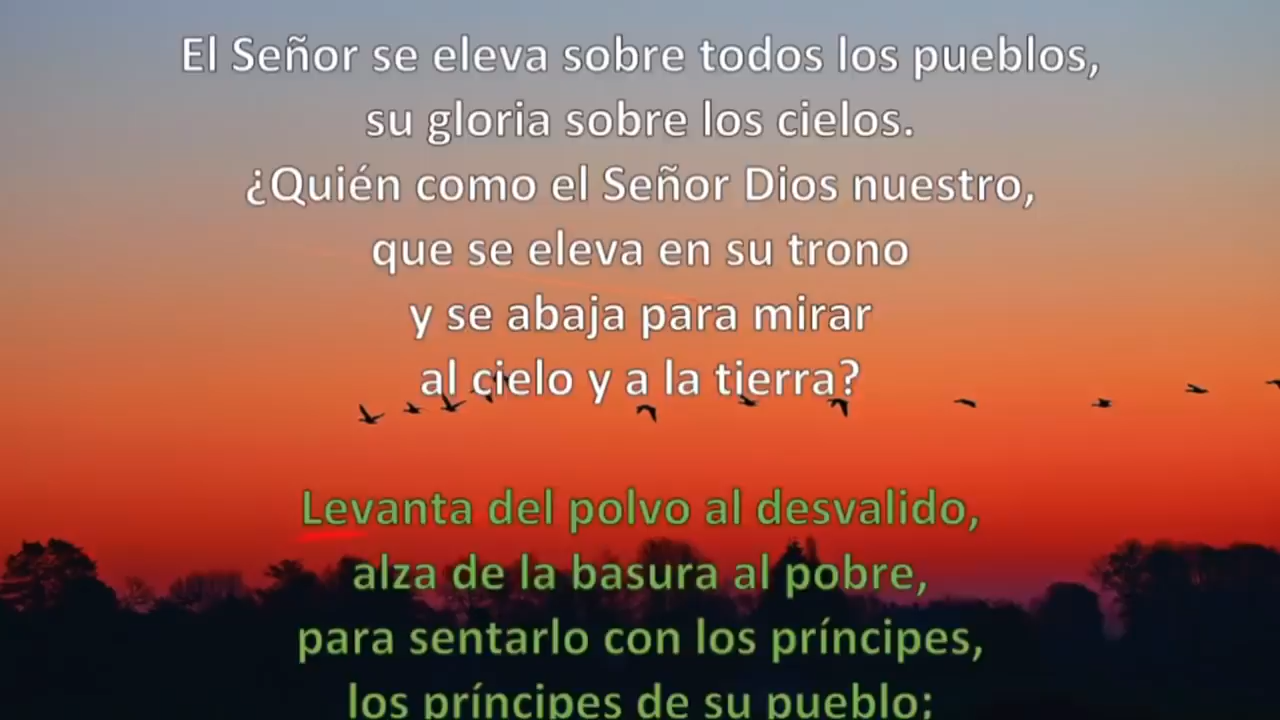 El Señor se eleva sobre todos los pueblos,
su gloria sobre los cielos.
¿Quién como el Señor Dios nuestro,
que se eleva en su trono
y se abaja para mirar
al cielo y a la tierra?
Levanta del polvo al desvalido,
alza de la basura al pobre,
para sentarlo con los príncipes,
los príncipes de su pueblo;